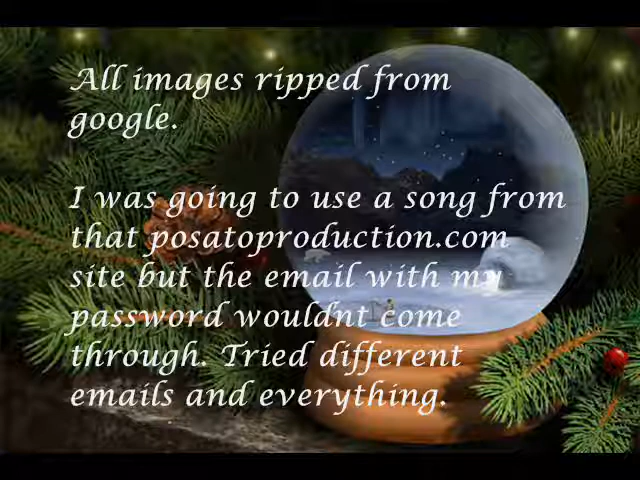 All images ripped from
google.
I was going to use a song from
that posatoproduction.com
site but the email with my
password wouldnt come
through. Tried different
emails and everything.